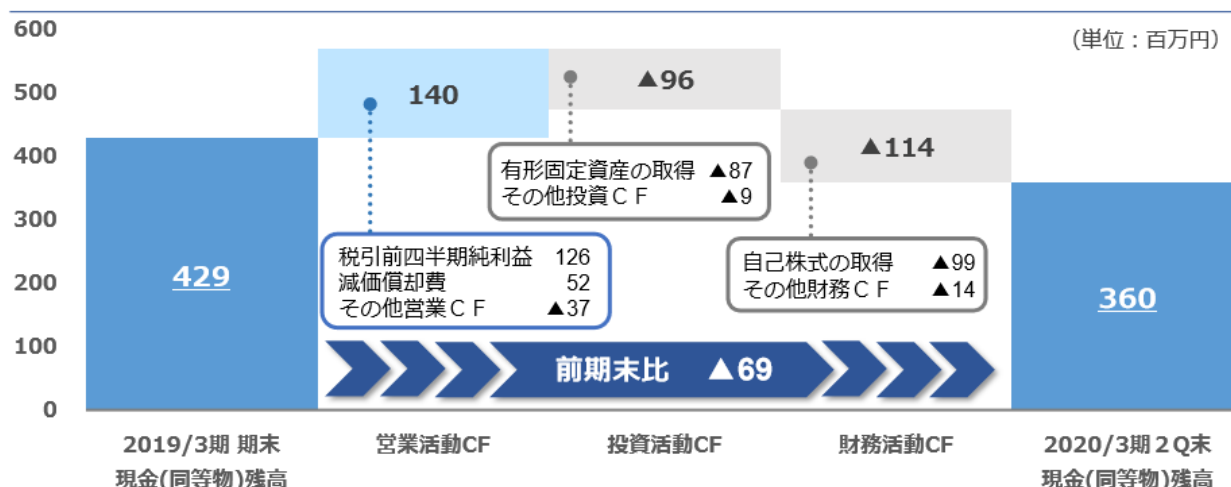 (単位：百万円)
600
500
400
300
200
100
0
429
140
▲96
▲114
360
税引前四半期純利益 126
減価償却費 52
その他営業ＣＦ ▲37
有形固定資産の取得 ▲87
その他投資ＣＦ ▲9
自己株式の取得 ▲99
その他財務ＣＦ ▲14
前期末比 ▲69
2019/3期 期末
現金(同等物)残高
営業活動CF
投資活動CF
財務活動CF
2020/3期２Q末
現金(同等物)残高